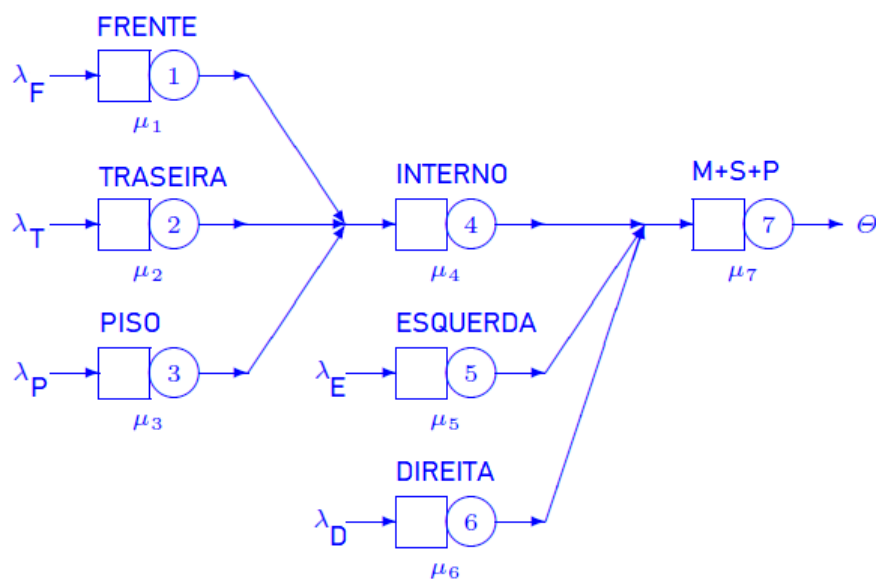 FRENTE
λF 1
μ1
TRASEIRA INTERNO M+S+P
λT 2 4 7 Θ
μ2 μ4 μ7
PISO ESQUERDA
λP 3 λE 5
μ3 μ5
DIREITA
λD 6
μ6